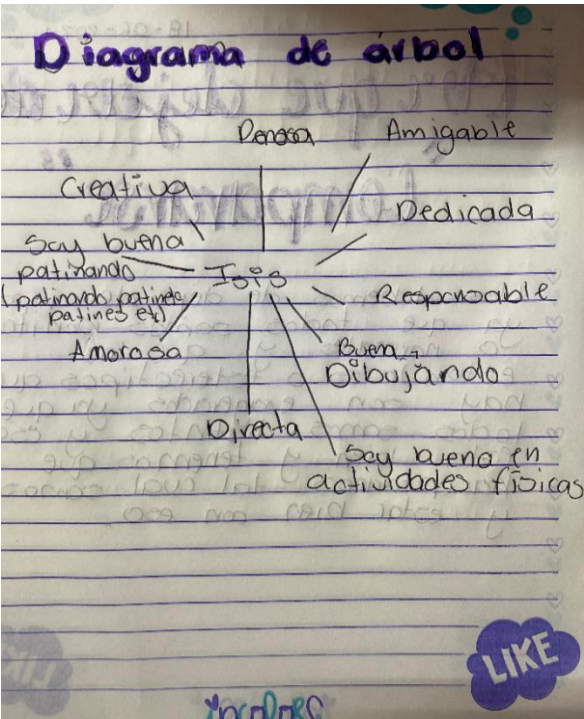 Diagrama de árbol
Amigable
Creativa
Dedicada
Soy buena
patinando
Isis
(patinando patineta
patines etc)
Responsable
Amorosa
Buena
Dibujando
Directa
Soy buena en
actividades físicas
LIKE